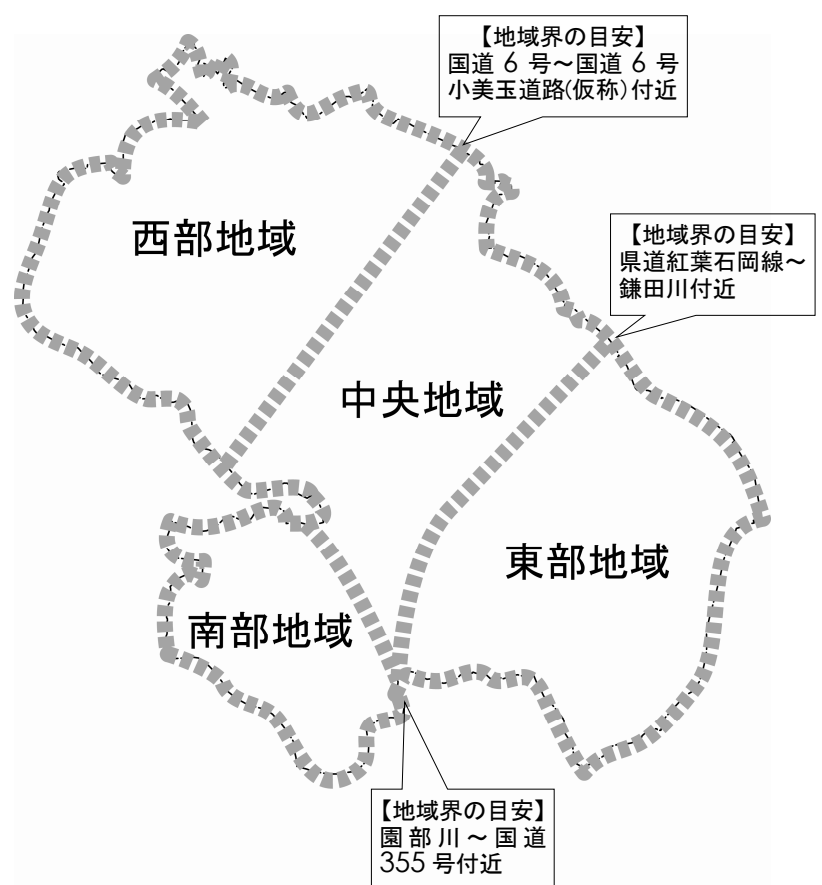 【地域界の目安】
国道6号～国道6号
小美玉道路(仮称)付近
西部地域
【地域界の目安】
県道紅葉石岡線～
鎌田川付近
中央地域
東部地域
南部地域
【地域界の目安】
園部川～国道
355号付近